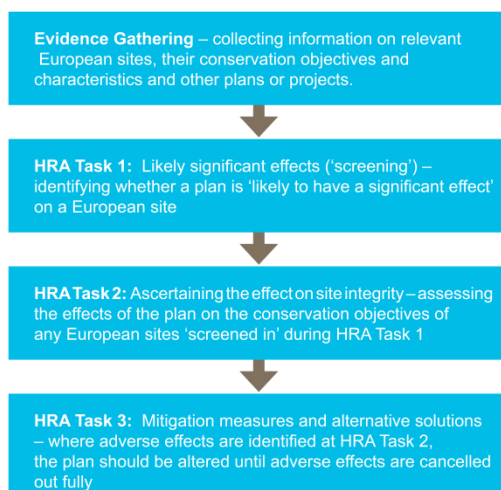 Evidence Gathering – collecting information on relevant
European sites, their conservation objectives and
characteristics and other plans or projects.
HRA Task 1: Likely significant effects (‘screening’) –
identifying whether a plan is ‘likely to have a significant effect’
on a European site
HRA Task 2: Ascertaining the effect on site integrity – assessing
the effects of the plan on the conservation objectives of
any European sites ‘screened in’ during HRA Task 1
HRA Task 3: Mitigation measures and alternative solutions
– where adverse effects are identified at HRA Task 2,
the plan should be altered until adverse effects are cancelled
out fully